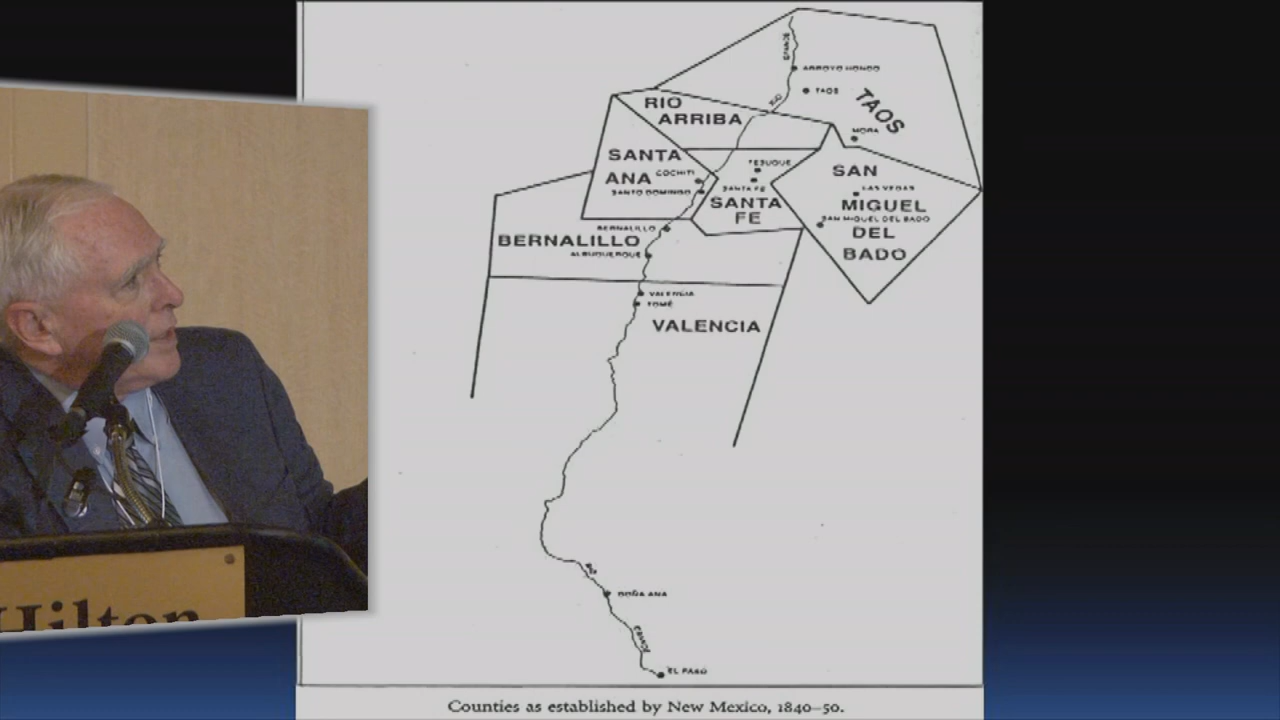 GRANDE
ARROYO HONDO
TAOS
TAOS
RIO
RIO
ARRIBA
MORA
SANTA
ANA
COCHITI
SANTO DOMINGO
TESUQUE
SANTA FE
SANTA
FE
SAN
LAS VEGAS
MIGUEL
SAN MIGUEL DEL BADO
DEL
BADO
BERNALILLO
BERNALILLO
ALBUQUERQUE
VALENCIA
TOMÉ
VALENCIA
DOÑA ANA
EL PASO
Counties as established by New Mexico, 1840–50.
Hilton